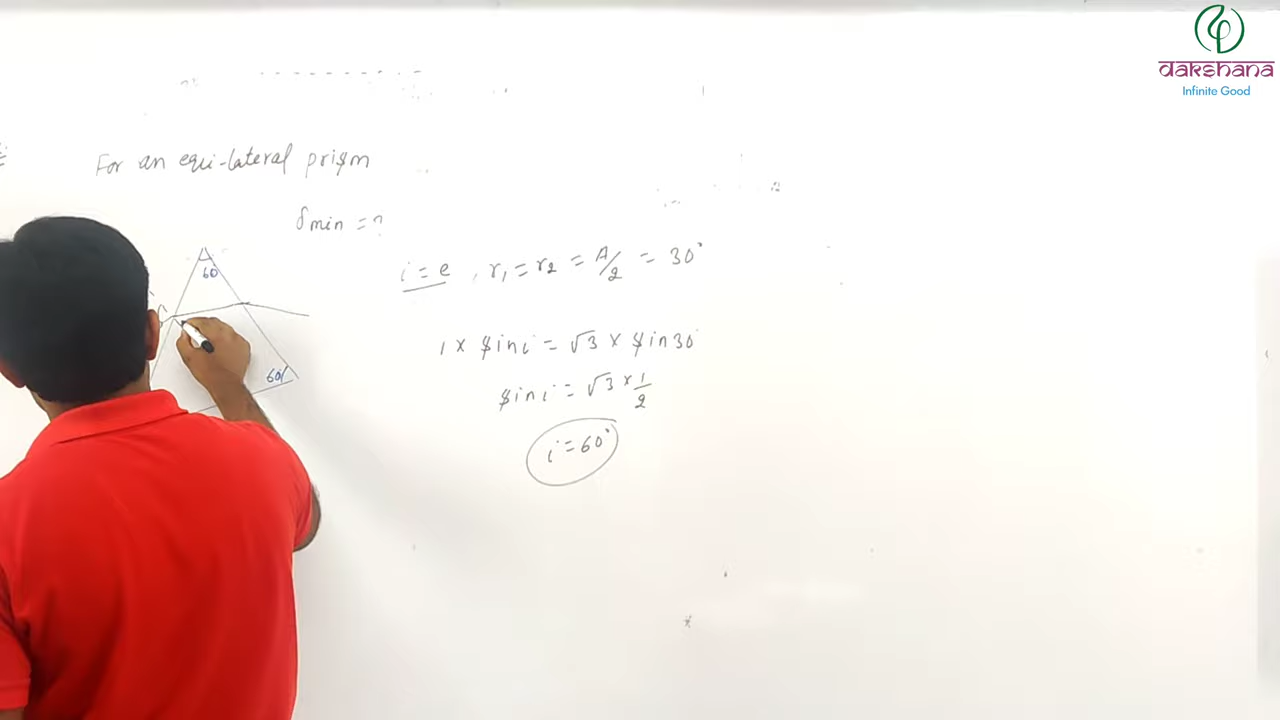 dakshana
Infinite Good
For an equi-lateral prism
δmin = ?
i = e , r₁ = r₂ = A/2 = 30°
60
1 × sin i = √3 × sin 30
sin i = √3 × 1/2
60
i = 60°